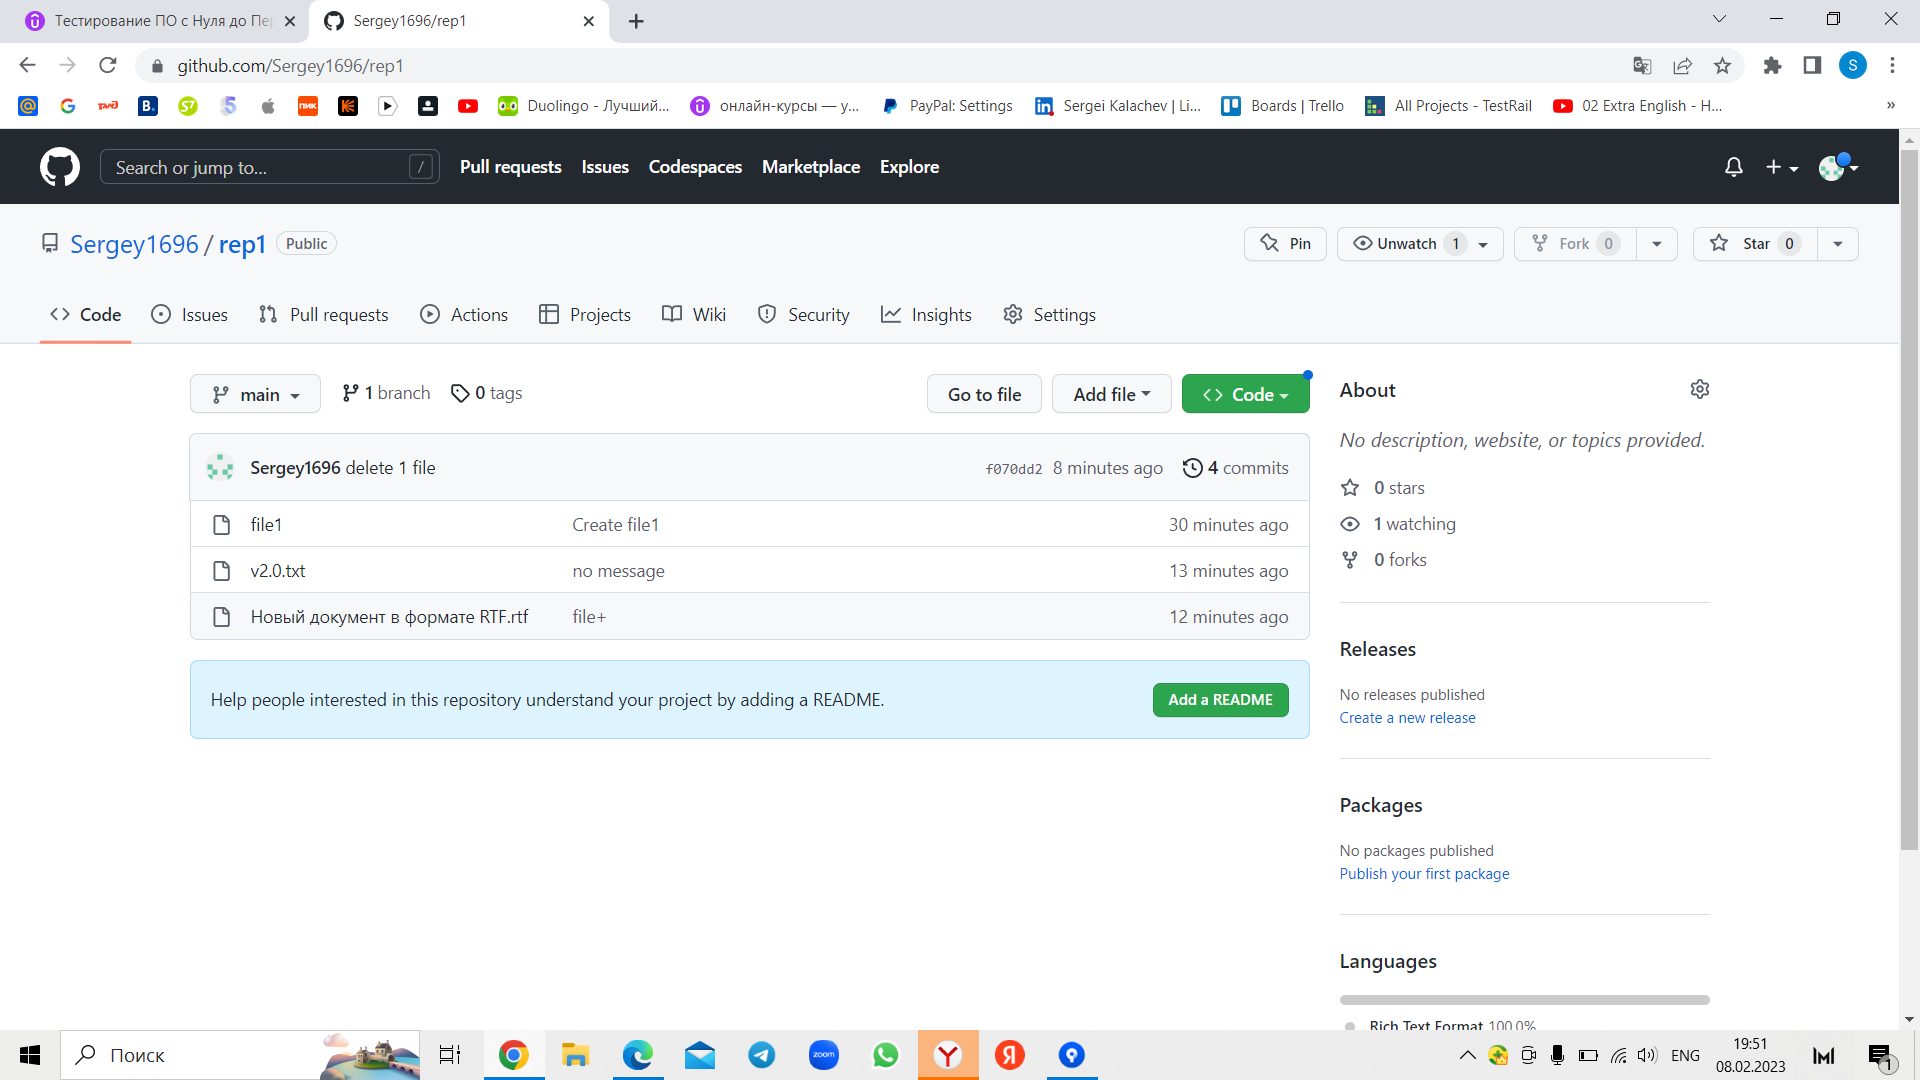 Тестирование ПО с Нуля до Пер
Sergey1696/rep1
github.com/Sergey1696/rep1
S
Duolingo - Лучший...
онлайн-курсы — у...
PayPal: Settings
Sergei Kalachev | Li...
Boards | Trello
All Projects - TestRail
02 Extra English - H...
»
Search or jump to...
/
Pull requests
Issues
Codespaces
Marketplace
Explore
Sergey1696 / rep1
Public
Pin
Unwatch 1
Fork 0
Star 0
Code
Issues
Pull requests
Actions
Projects
Wiki
Security
Insights
Settings
main
1 branch
0 tags
Go to file
Add file
Code
Sergey1696 delete 1 file
f070dd2 8 minutes ago
4 commits
file1
Create file1
30 minutes ago
v2.0.txt
no message
13 minutes ago
Новый документ в формате RTF.rtf
file+
12 minutes ago
Help people interested in this repository understand your project by adding a README.
Add a README
About
No description, website, or topics provided.
0 stars
1 watching
0 forks
Releases
No releases published
Create a new release
Packages
No packages published
Publish your first package
Languages
Rich Text Format 100.0%
Поиск
zoom
ENG
19:51
08.02.2023
1